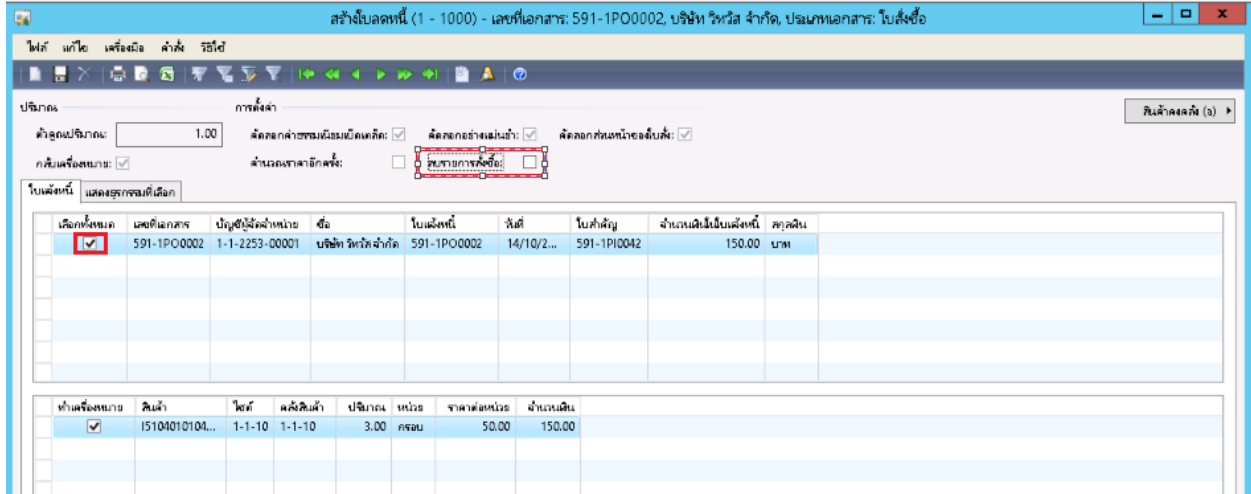 สร้างใบลดหนี้ (1 - 1000) - เลขที่เอกสาร: 591-1PO0002, บริษัท วิทวัส จำกัด, ประเภทเอกสาร: ใบสั่งซื้อ
ไฟล์ แก้ไข เครื่องมือ คำสั่ง วิธีใช้
ปริมาณ การตั้งค่า สินค้าคงคลัง (อ)
ตัวคูณปริมาณ: 1.00 คัดลอกค่าธรรมเนียมเบ็ดเตล็ด: คัดลอกอย่างแม่นยำ: คัดลอกส่วนหน้าของใบสั่ง:
กลับเครื่องหมาย: คำนวณราคาอีกครั้ง: ลบรายการสั่งซื้อ:
ใบแจ้งหนี้ แสดงธุรกรรมที่เลือก
เลือกทั้งหมด เลขที่เอกสาร บัญชีผู้จัดจำหน่าย ชื่อ ใบแจ้งหนี้ วันที่ ใบสำคัญ จำนวนเงินในใบแจ้งหนี้ สกุลเงิน
591-1PO0002 1-1-2253-00001 บริษัท วิทวัส จำกัด 591-1PO0002 14/10/2... 591-1PI0042 150.00 บาท
ทำเครื่องหมาย สินค้า ไซต์ คลังสินค้า ปริมาณ หน่วย ราคาต่อหน่วย จำนวนเงิน
I5104010104... 1-1-10 1-1-10 3.00 กรอบ 50.00 150.00